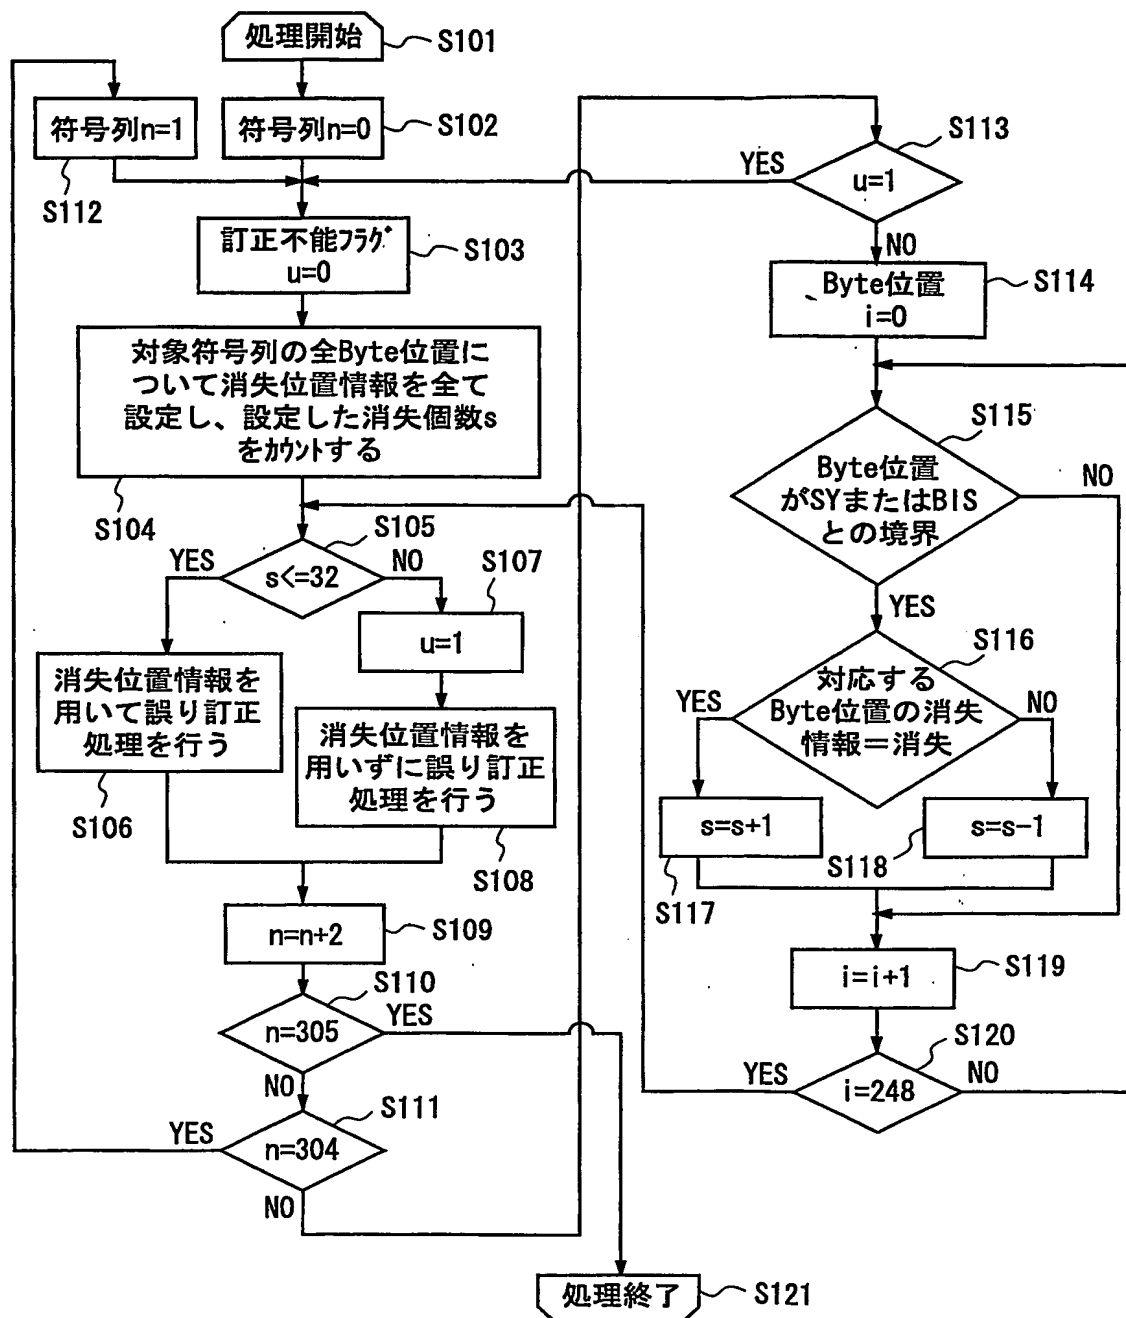 処理開始
S101
符号列n=1
S112
符号列n=0
S102
訂正不能ﾌﾗｸﾞ
u=0
S103
対象符号列の全Byte位置に
ついて消失位置情報を全て
設定し、設定した消失個数s
をｶｳﾝﾄする
S104
s<=32
S105
YES
NO
消失位置情報を
用いて誤り訂正
処理を行う
S106
u=1
S107
消失位置情報を
用いずに誤り訂正
処理を行う
S108
n=n+2
S109
n=305
S110
YES
NO
n=304
S111
YES
NO
u=1
S113
YES
NO
Byte位置
i=0
S114
Byte位置
がSYまたはBIS
との境界
S115
NO
YES
対応する
Byte位置の消失
情報＝消失
S116
YES
NO
s=s+1
S117
s=s-1
S118
i=i+1
S119
i=248
S120
YES
NO
処理終了
S121